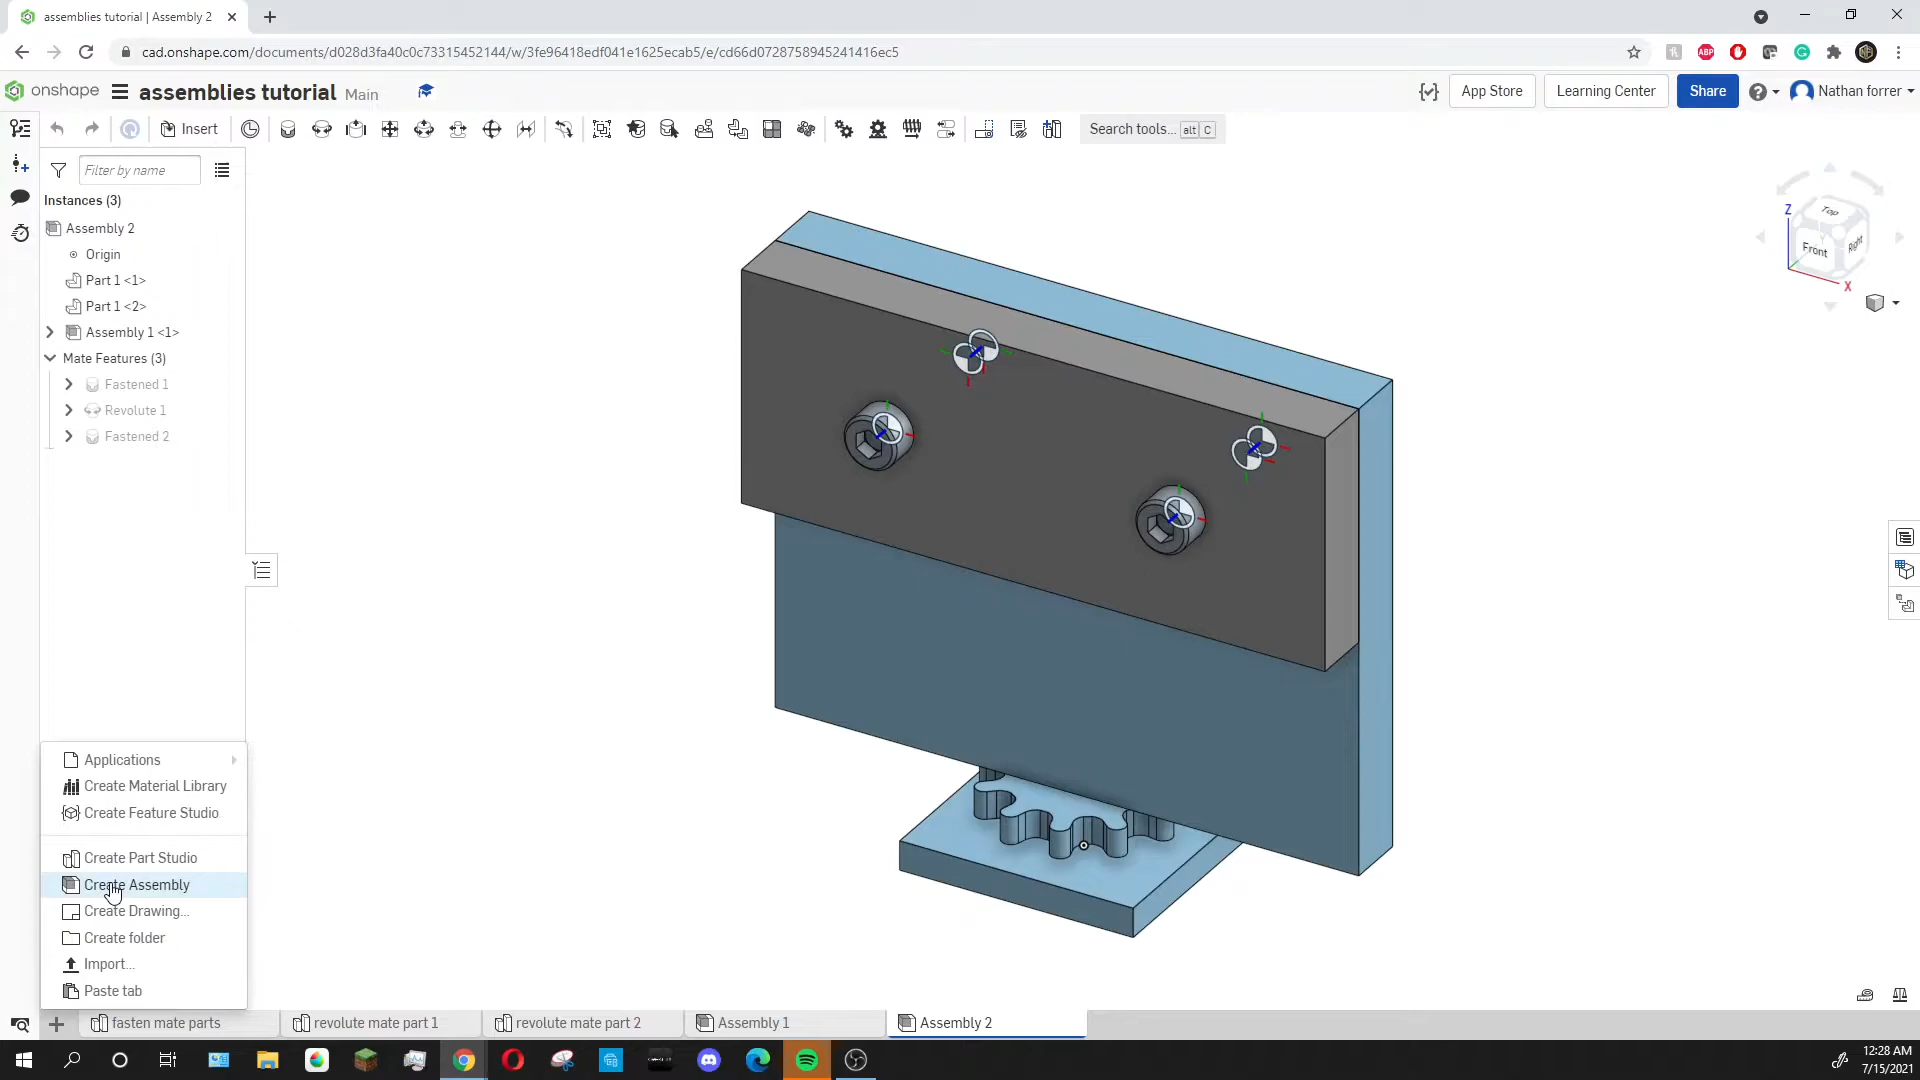 assemblies tutorial | Assembly 2
cad.onshape.com/documents/d028d3fa40c0c73315452144/w/3fe96418edf041e1625ecab5/e/cd66d0728758945241416ec5
onshape assemblies tutorial Main
App Store
Learning Center
Share
Nathan forrer
Insert
Search tools... alt C
Filter by name
Instances (3)
Assembly 2
Origin
Part 1 <1>
Part 1 <2>
Assembly 1 <1>
Mate Features (3)
Fastened 1
Revolute 1
Fastened 2
Top
Front
Right
Z
X
ABP
Applications
Create Material Library
Create Feature Studio
Create Part Studio
Create Assembly
Create Drawing...
Create folder
Import...
Paste tab
fasten mate parts
revolute mate part 1
revolute mate part 2
Assembly 1
Assembly 2
12:28 AM
7/15/2021